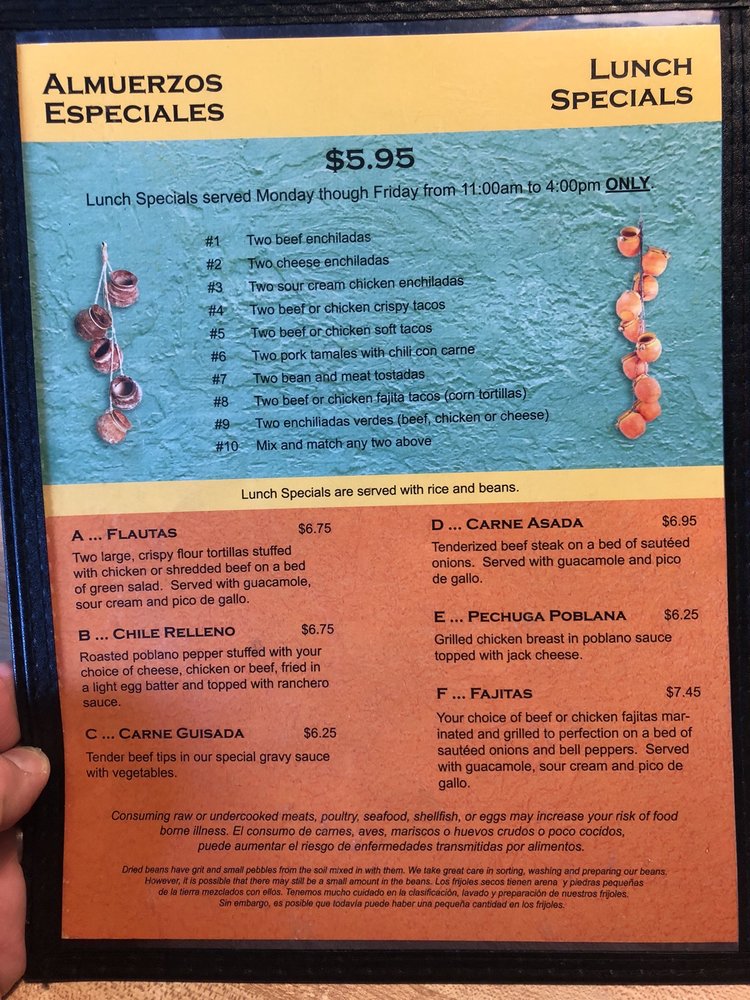 ALMUERZOS
ESPECIALES
LUNCH
SPECIALS
$5.95
Lunch Specials served Monday though Friday from 11:00am to 4:00pm ONLY.
#1 Two beef enchiladas
#2 Two cheese enchiladas
#3 Two sour cream chicken enchiladas
#4 Two beef or chicken crispy tacos
#5 Two beef or chicken soft tacos
#6 Two pork tamales with chili con carne
#7 Two bean and meat tostadas
#8 Two beef or chicken fajita tacos (corn tortillas)
#9 Two enchiliadas verdes (beef, chicken or cheese)
#10 Mix and match any two above
Lunch Specials are served with rice and beans.
A ... FLAUTAS $6.75
Two large, crispy flour tortillas stuffed
with chicken or shredded beef on a bed
of green salad. Served with guacamole,
sour cream and pico de gallo.
B ... CHILE RELLENO $6.75
Roasted poblano pepper stuffed with your
choice of cheese, chicken or beef, fried in
a light egg batter and topped with ranchero
sauce.
C ... CARNE GUISADA $6.25
Tender beef tips in our special gravy sauce
with vegetables.
D ... CARNE ASADA $6.95
Tenderized beef steak on a bed of sautéed
onions. Served with guacamole and pico
de gallo.
E ... PECHUGA POBLANA $6.25
Grilled chicken breast in poblano sauce
topped with jack cheese.
F ... FAJITAS $7.45
Your choice of beef or chicken fajitas mar-
inated and grilled to perfection on a bed of
sautéed onions and bell peppers. Served
with guacamole, sour cream and pico de
gallo.
Consuming raw or undercooked meats, poultry, seafood, shellfish, or eggs may increase your risk of food
borne illness. El consumo de carnes, aves, mariscos o huevos crudos o poco cocídos,
puede aumentar el riesgo de enfermedades transmitidas por alimentos.
Dried beans have grit and small pebbles from the soil mixed in with them. We take great care in sorting, washing and preparing our beans.
However, it is possible that there may still be a small amount in the beans. Los frijoles secos tienen arena y piedras pequeñas
de la tierra mezclados con ellos. Tenemos mucho cuidado en la clasificación, lavado y preparación de nuestros frijoles.
Sin embargo, es posible que todavía puede haber una pequeña cantidad en los frijoles.